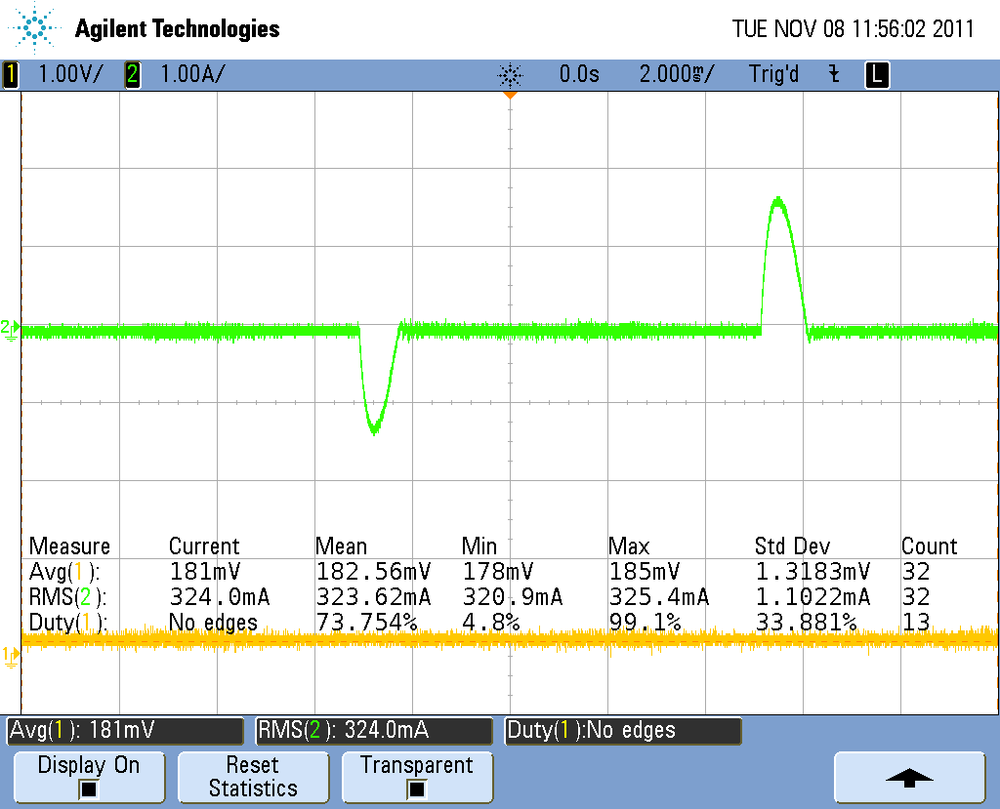 Agilent Technologies TUE NOV 08 11:56:02 2011
1 1.00V/ 2 1.00A/ 0.0s 2.000ms/ Trig'd L
2
Measure Current Mean Min Max Std Dev Count
Avg(1): 181mV 182.56mV 178mV 185mV 1.3183mV 32
RMS(2): 324.0mA 323.62mA 320.9mA 325.4mA 1.1022mA 32
Duty(1): No edges 73.754% 4.8% 99.1% 33.881% 13
1
Avg(1): 181mV RMS(2): 324.0mA Duty(1):No edges
Display On Reset Statistics Transparent